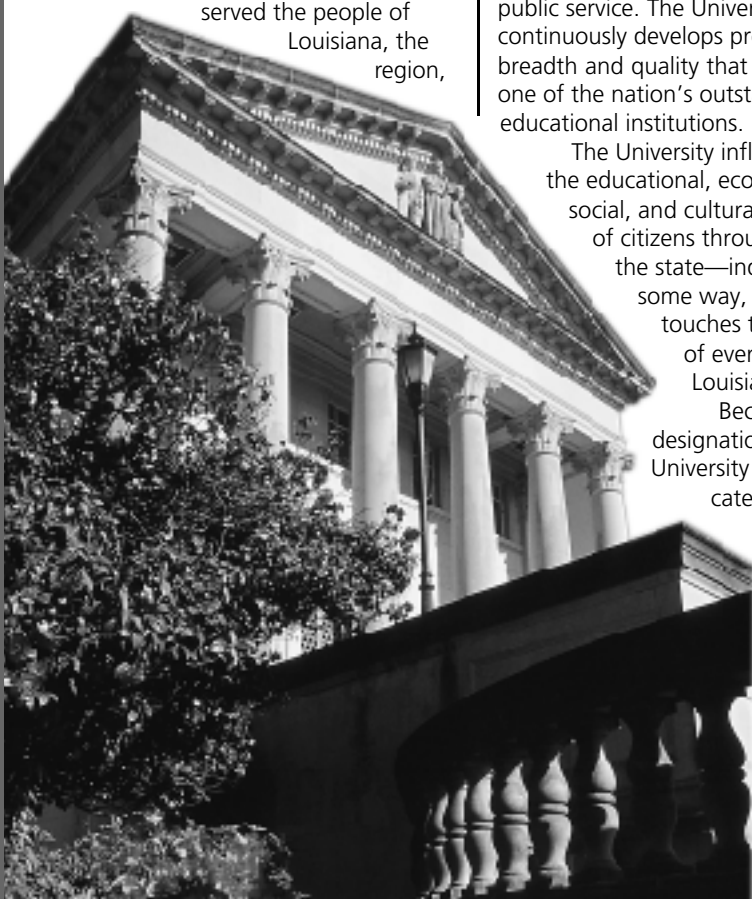 served the people of
Louisiana, the
region,
public service. The Univer
continuously develops pr
breadth and quality that
one of the nation's outst
educational institutions.
The University infl
the educational, eco
social, and cultura
of citizens throu
the state—ind
some way,
touches t
of ever
Louisia
Bec
designatio
University
cate